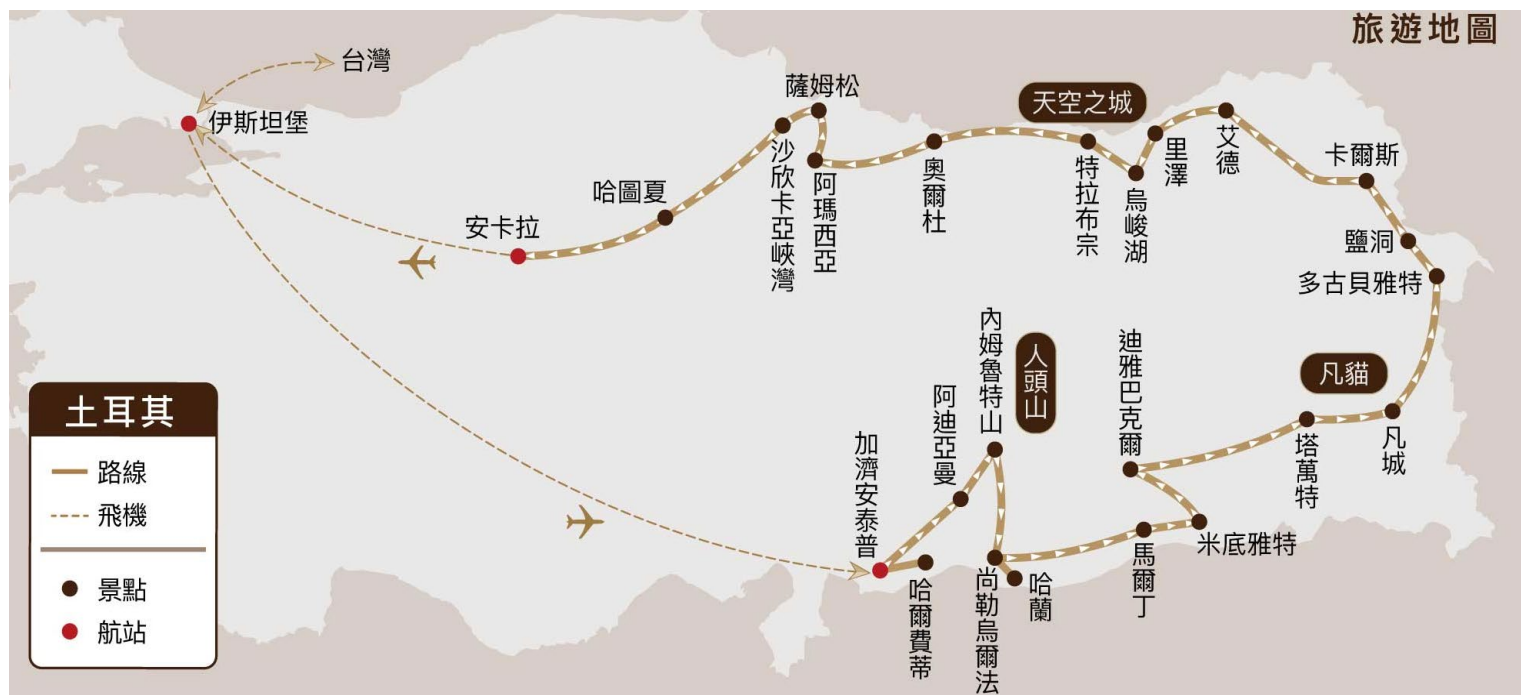 旅遊地圖
台灣
伊斯坦堡
安卡拉
哈圖夏
沙欣卡亞峽灣
薩姆松
阿瑪西亞
奧爾杜
天空之城
特拉布宗
烏峻湖
里澤
艾德
卡爾斯
鹽洞
多古貝雅特
凡貓
凡城
塔萬特
迪雅巴克爾
米底雅特
馬爾丁
人頭山
內姆魯特山
阿迪亞曼
加濟安泰普
哈爾費蒂
尚勒烏爾法
哈蘭
土耳其
路線
飛機
景點
航站